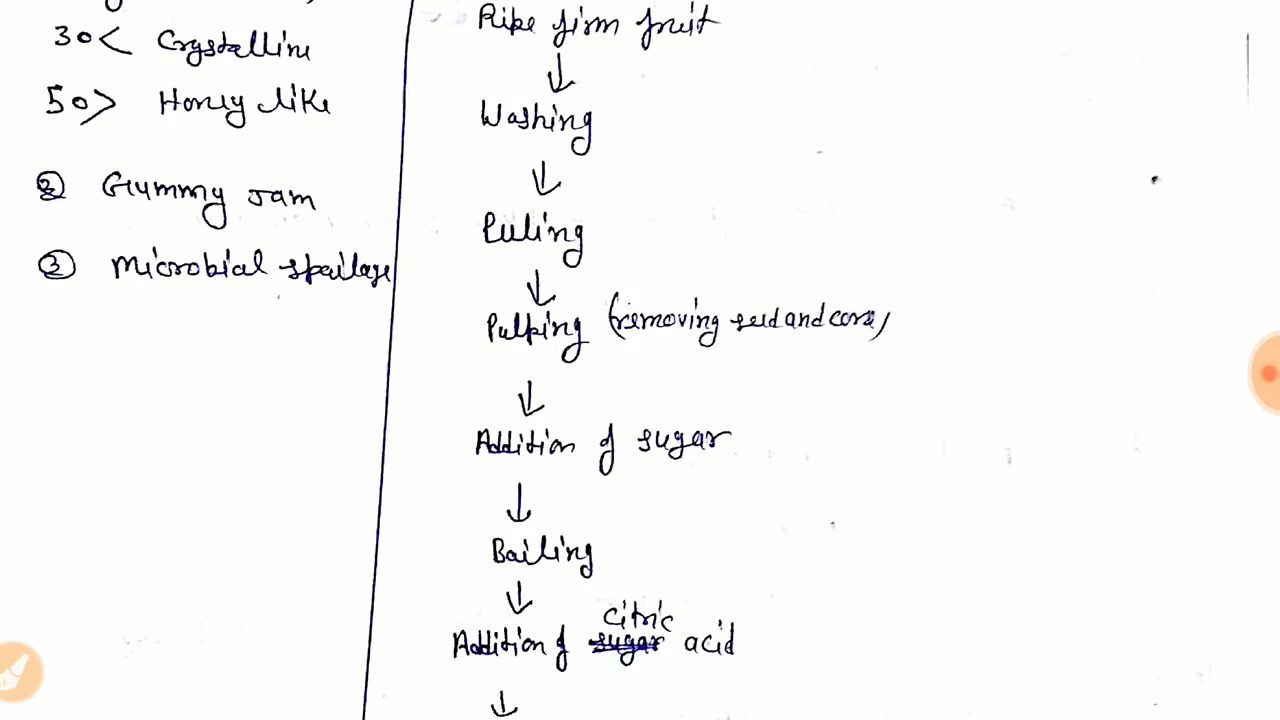 30< Crystalline
50> Honey like
② Gummy Jam
③ Microbial spoilage
Ripe firm fruit
↓
Washing
↓
Peeling
↓
Pulping (removing seed and core)
↓
Addition of sugar
↓
Boiling
↓
Addition of sugar citric acid
↓